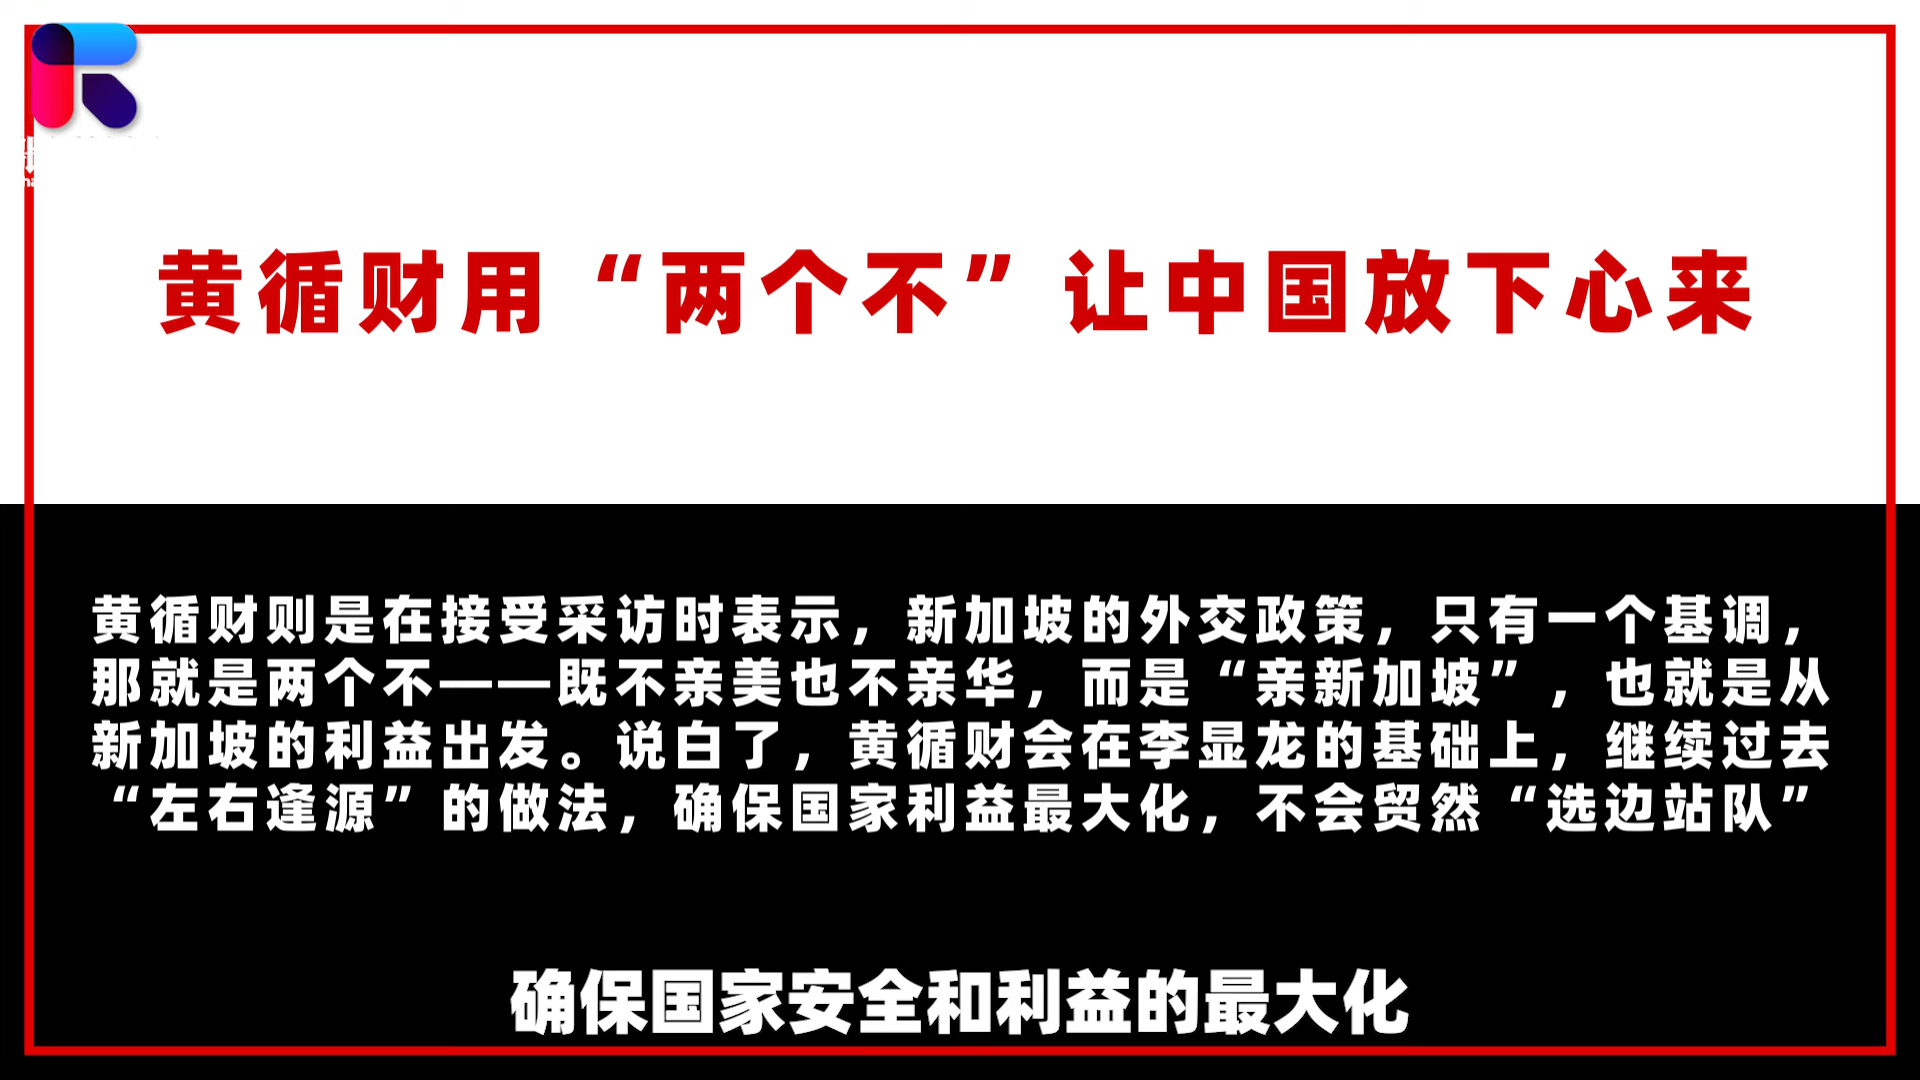 黄循财用“两个不”让中国放下心来
黄循财则是在接受采访时表示，新加坡的外交政策，只有一个基调，
那就是两个不——既不亲美也不亲华，而是“亲新加坡”，也就是从
新加坡的利益出发。说白了，黄循财会在李显龙的基础上，继续过去
“左右逢源”的做法，确保国家利益最大化，不会贸然“选边站队”
确保国家安全和利益的最大化